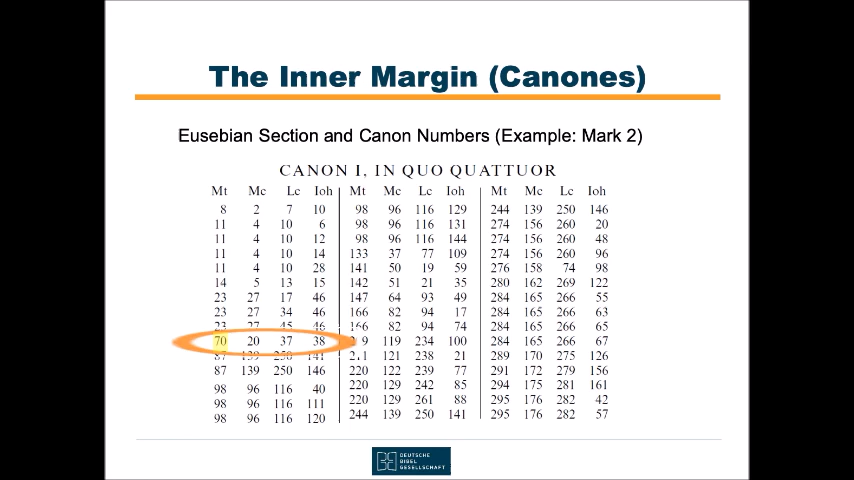 The Inner Margin (Canones)
Eusebian Section and Canon Numbers (Example: Mark 2)
CANON I, IN QUO QUATTUOR
Mt Mc Lc Ioh Mt Mc Lc Ioh Mt Mc Lc Ioh
8 2 7 10 98 96 116 129 244 139 250 146
11 4 10 6 98 96 116 131 274 156 260 20
11 4 10 12 98 96 116 144 274 156 260 48
11 4 10 14 133 37 77 109 274 156 260 96
11 4 10 28 141 50 19 59 276 158 74 98
14 5 13 15 142 51 21 35 280 162 269 122
23 27 17 46 147 64 93 49 284 165 266 55
23 27 34 46 166 82 94 17 284 165 266 63
23 27 45 46 166 82 94 74 284 165 266 65
70 20 37 38 119 234 100 284 165 266 67
87 139 250 141 211 121 238 21 289 170 275 126
87 139 250 146 220 122 239 77 291 172 279 156
98 96 116 40 220 129 242 85 294 175 281 161
98 96 116 111 220 129 261 88 295 176 282 42
98 96 116 120 244 139 250 141 295 176 282 57
DEUTSCHE
BIBEL
GESELLSCHAFT